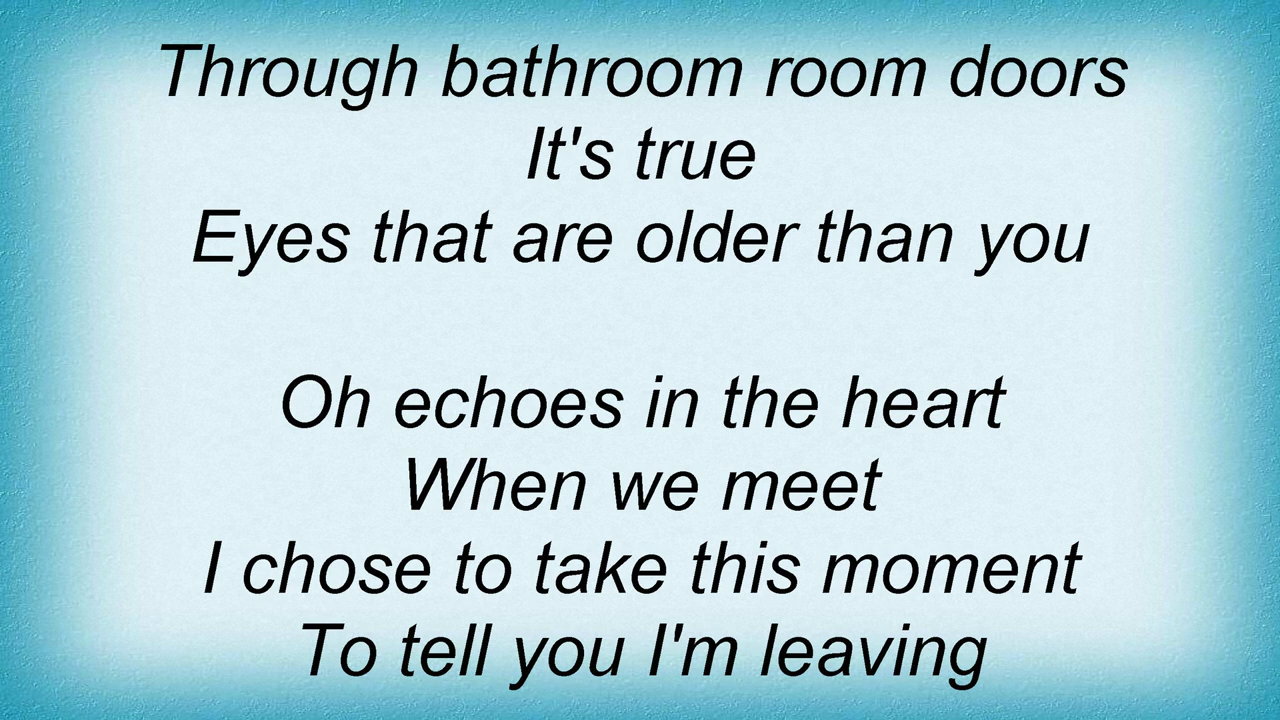 Through bathroom room doors
It's true
Eyes that are older than you
Oh echoes in the heart
When we meet
I chose to take this moment
To tell you I'm leaving